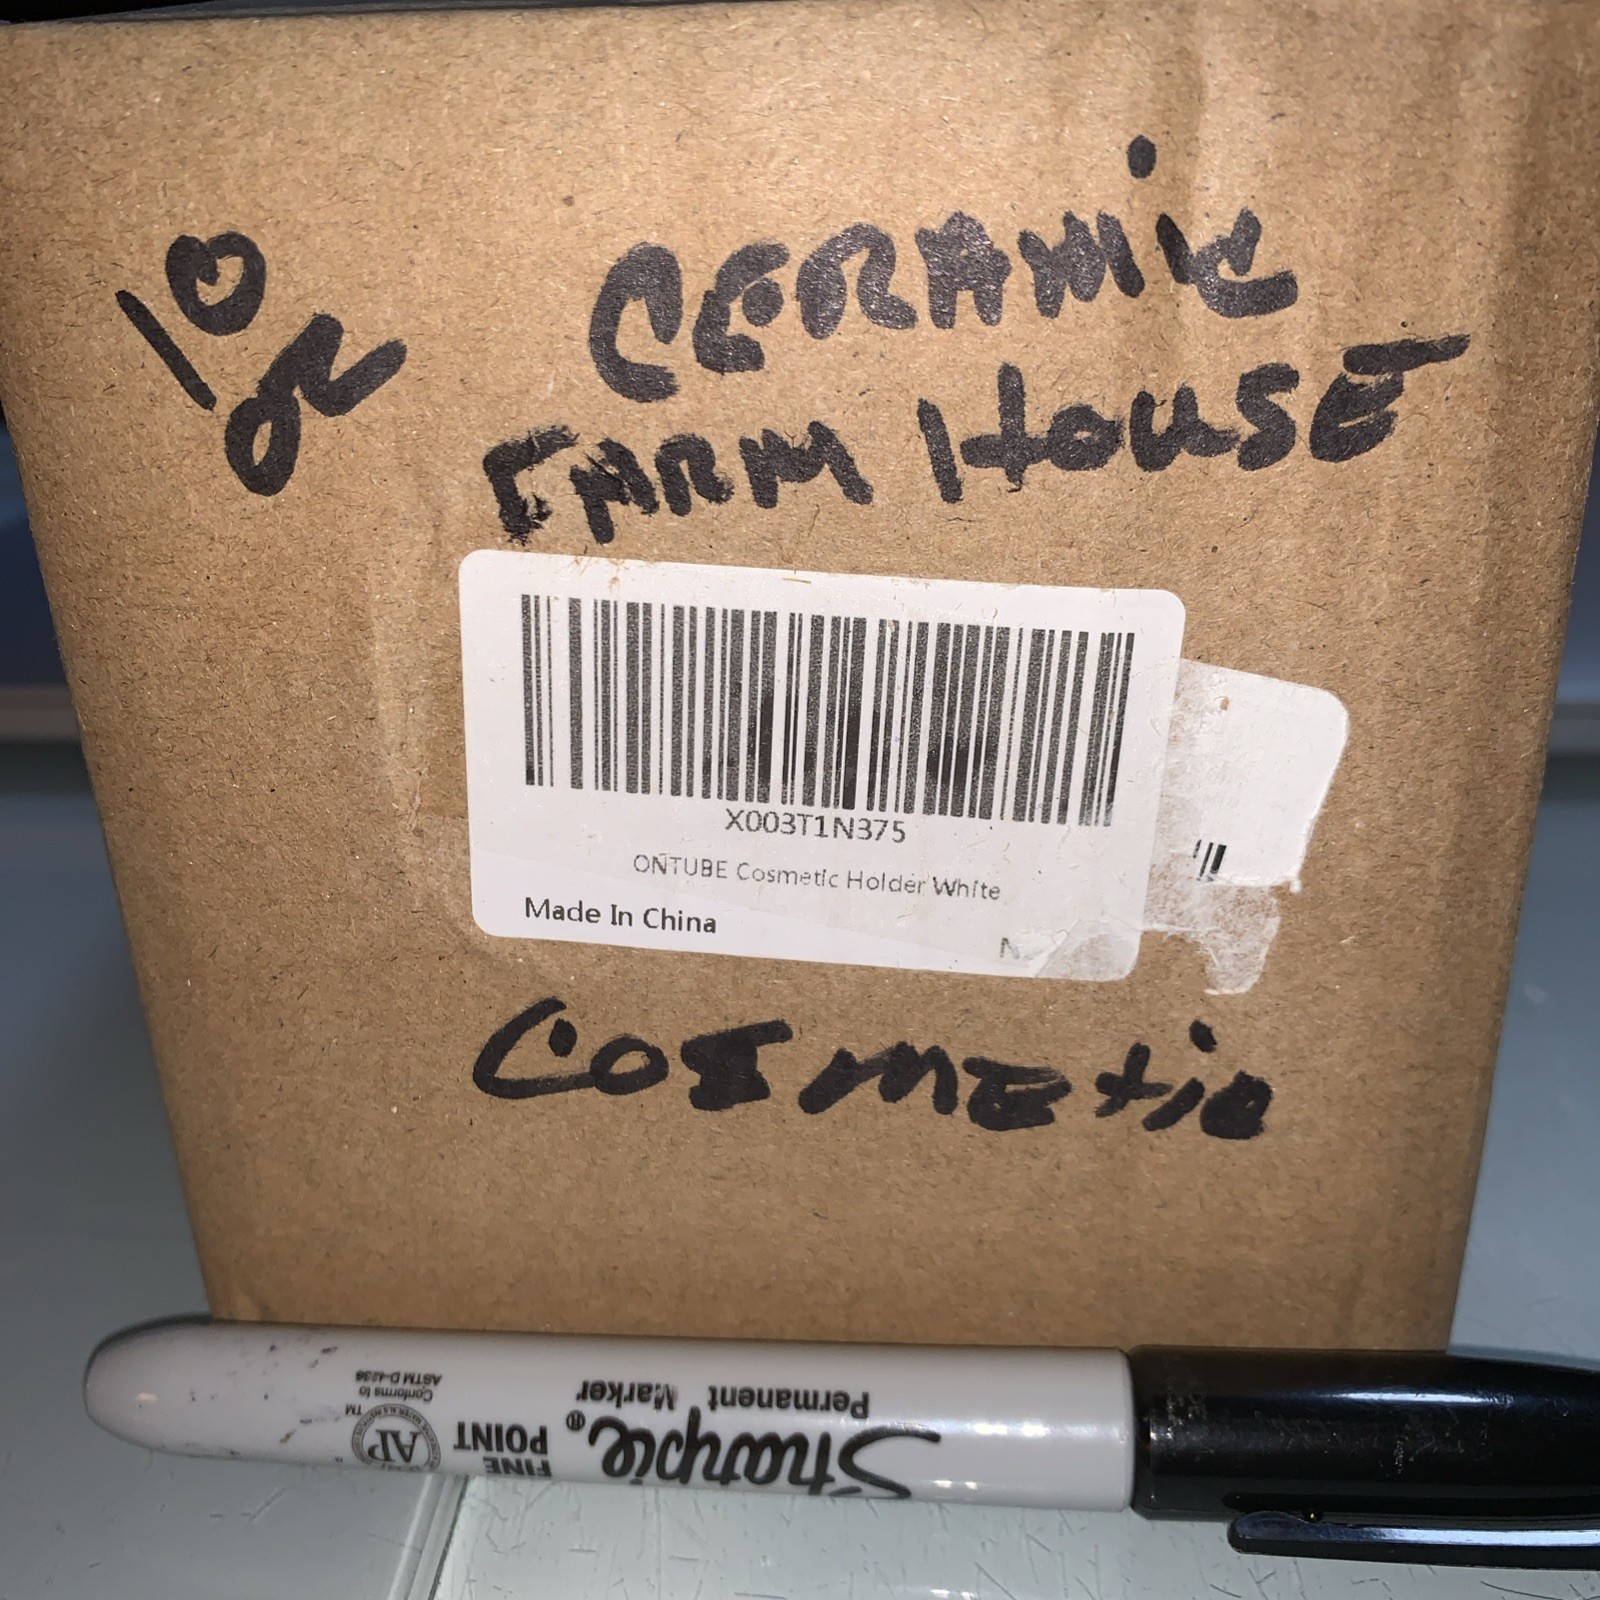 10
oz
CERAMiC
FARM HOUSE
X003T1N375
ONTUBE Cosmetic Holder White
Made In China
COSMEtic
Sharpie®
Permanent Marker
FINE
POINT
AP
TM
Conforms to
ASTM D-4236